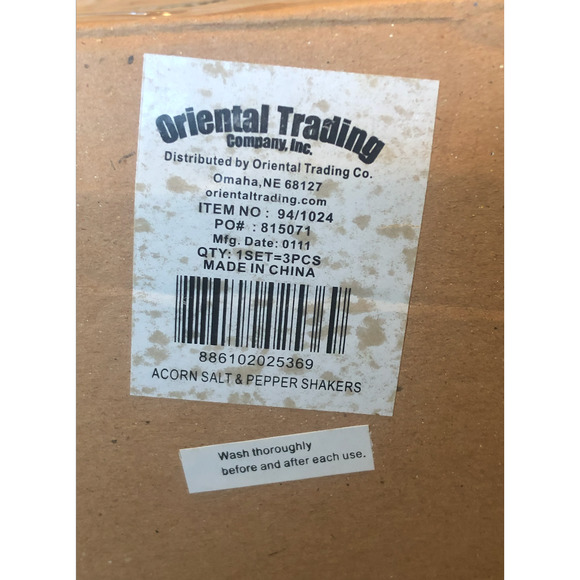 Oriental Trading
Company, Inc.
Distributed by Oriental Trading Co.
Omaha,NE 68127
orientaltrading.com
ITEM NO : 94/1024
PO# : 815071
Mfg. Date: 0111
QTY: 1SET=3PCS
MADE IN CHINA
886102025369
ACORN SALT & PEPPER SHAKERS
Wash thoroughly
before and after each use.